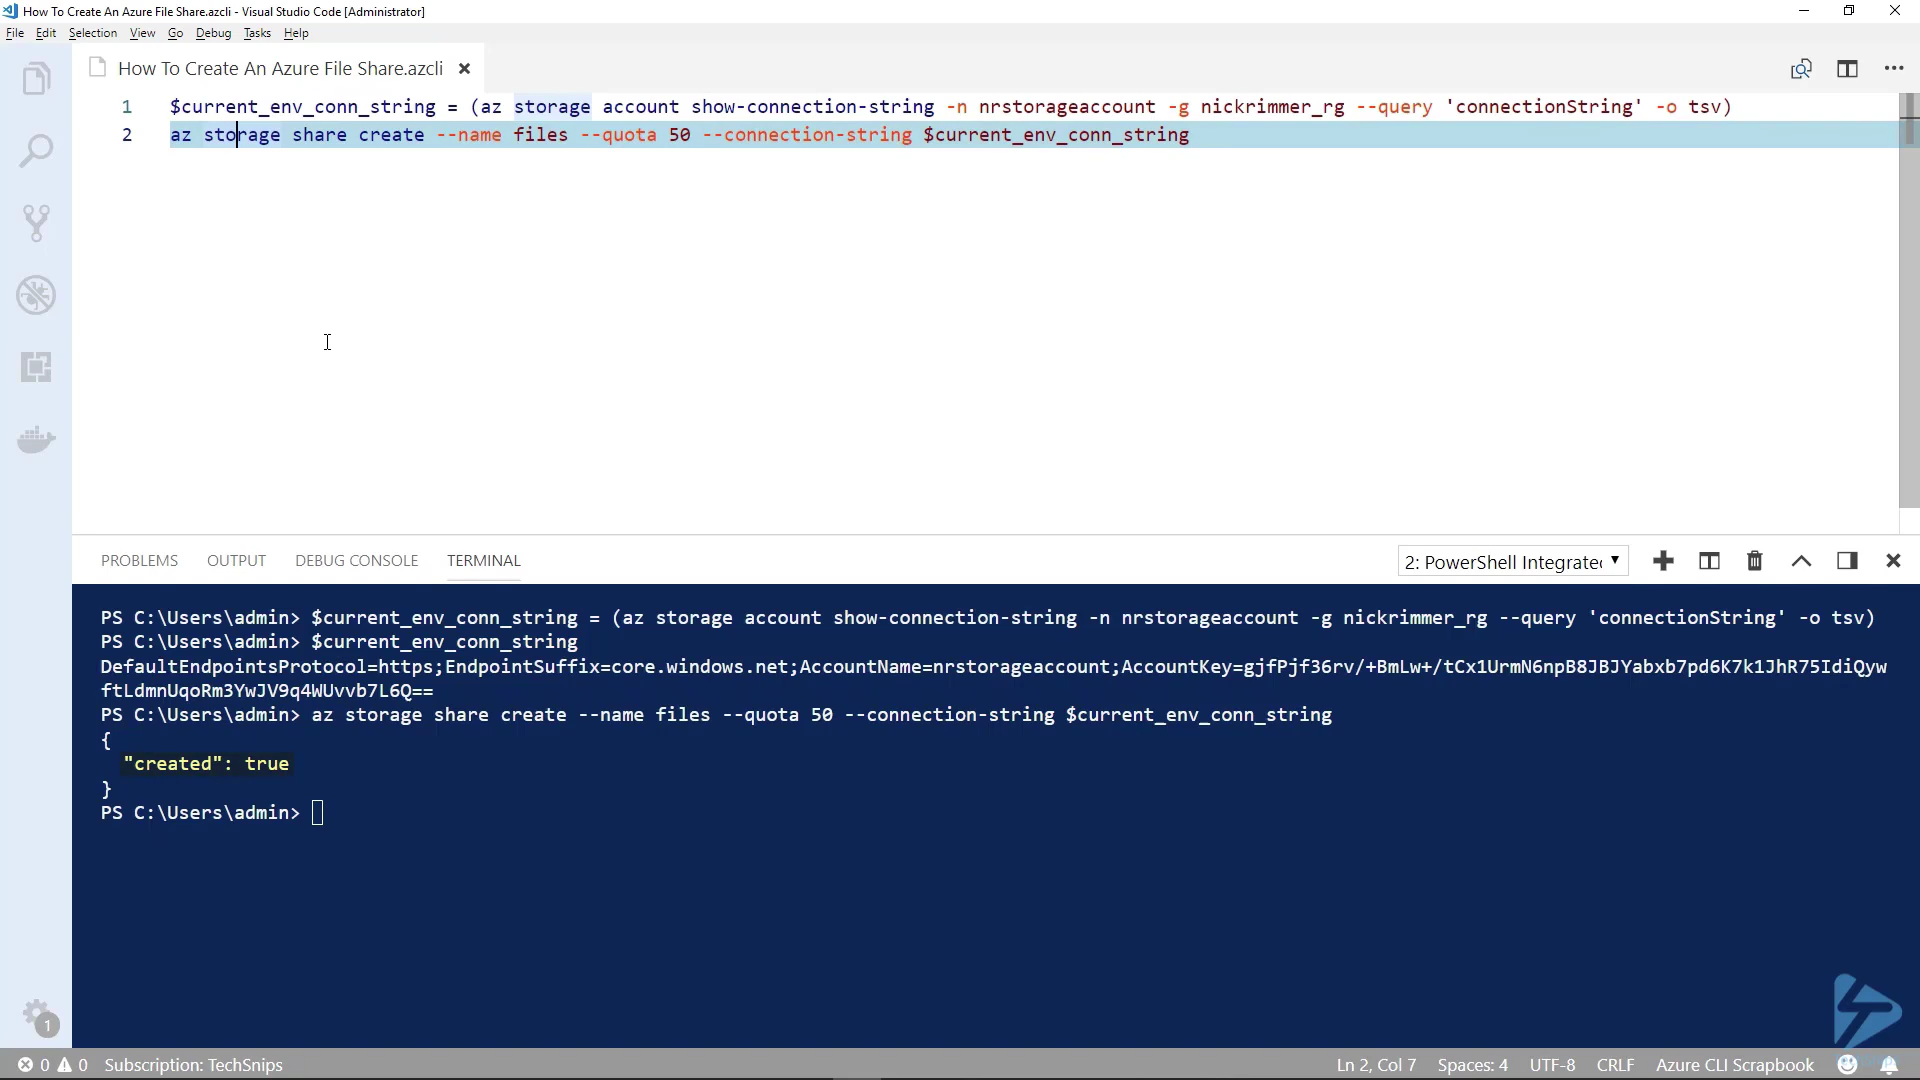 How To Create An Azure File Share.azcli - Visual Studio Code [Administrator]
File Edit Selection View Go Debug Tasks Help
How To Create An Azure File Share.azcli
1 $current_env_conn_string = (az storage account show-connection-string -n nrstorageaccount -g nickrimmer_rg --query 'connectionString' -o tsv)
2 az storage share create --name files --quota 50 --connection-string $current_env_conn_string
PROBLEMS OUTPUT DEBUG CONSOLE TERMINAL 2: PowerShell Integrate
PS C:\Users\admin> $current_env_conn_string = (az storage account show-connection-string -n nrstorageaccount -g nickrimmer_rg --query 'connectionString' -o tsv)
PS C:\Users\admin> $current_env_conn_string
DefaultEndpointsProtocol=https;EndpointSuffix=core.windows.net;AccountName=nrstorageaccount;AccountKey=gjfPjf36rv/+BmLw+/tCx1UrmN6npB8JBJYabxb7pd6K7k1JhR75IdiQyw
ftLdmnUqoRm3YwJV9q4WUvvb7L6Q==
PS C:\Users\admin> az storage share create --name files --quota 50 --connection-string $current_env_conn_string
{
"created": true
}
PS C:\Users\admin>
1
0 0 Subscription: TechSnips Ln 2, Col 7 Spaces: 4 UTF-8 CRLF Azure CLI Scrapbook